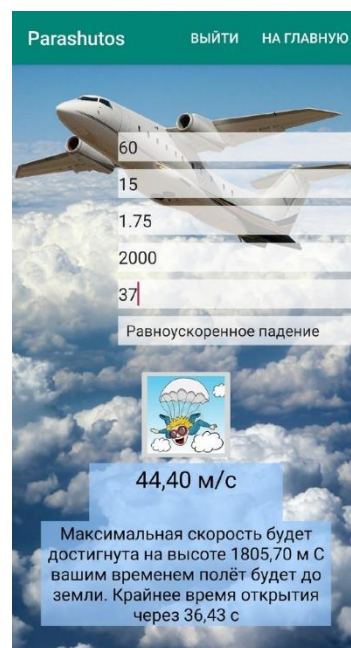 Parashutos ВЫЙТИ НА ГЛАВНУЮ
60
15
1.75
2000
37
Равноускоренное падение
44,40 м/с
Максимальная скорость будет
достигнута на высоте 1805,70 м С
вашим временем полёт будет до
земли. Крайнее время открытия
через 36,43 с